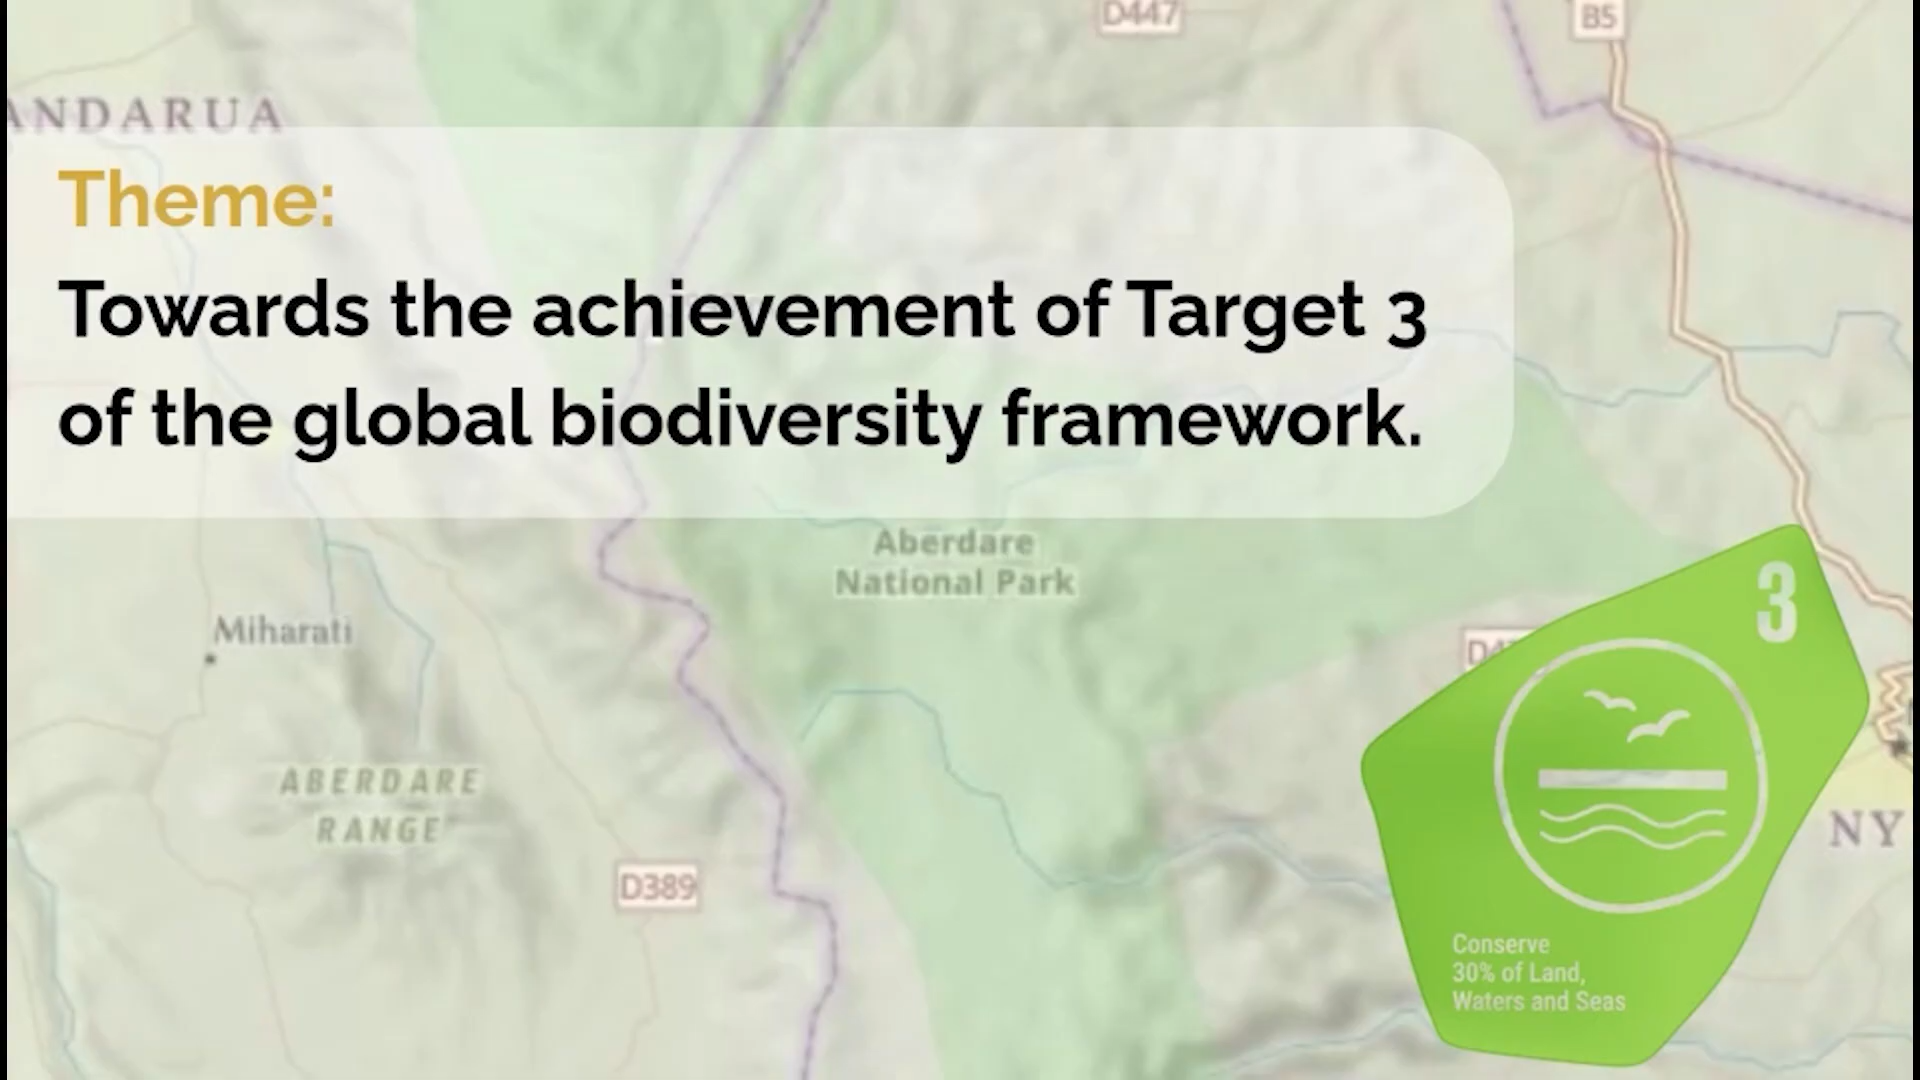 D447
B5
ANDARUA
Theme:
Towards the achievement of Target 3
of the global biodiversity framework.
Aberdare
National Park
3
Miharati
ABERDARE
RANGE
D389
NY
Conserve
30% of Land,
Waters and Seas